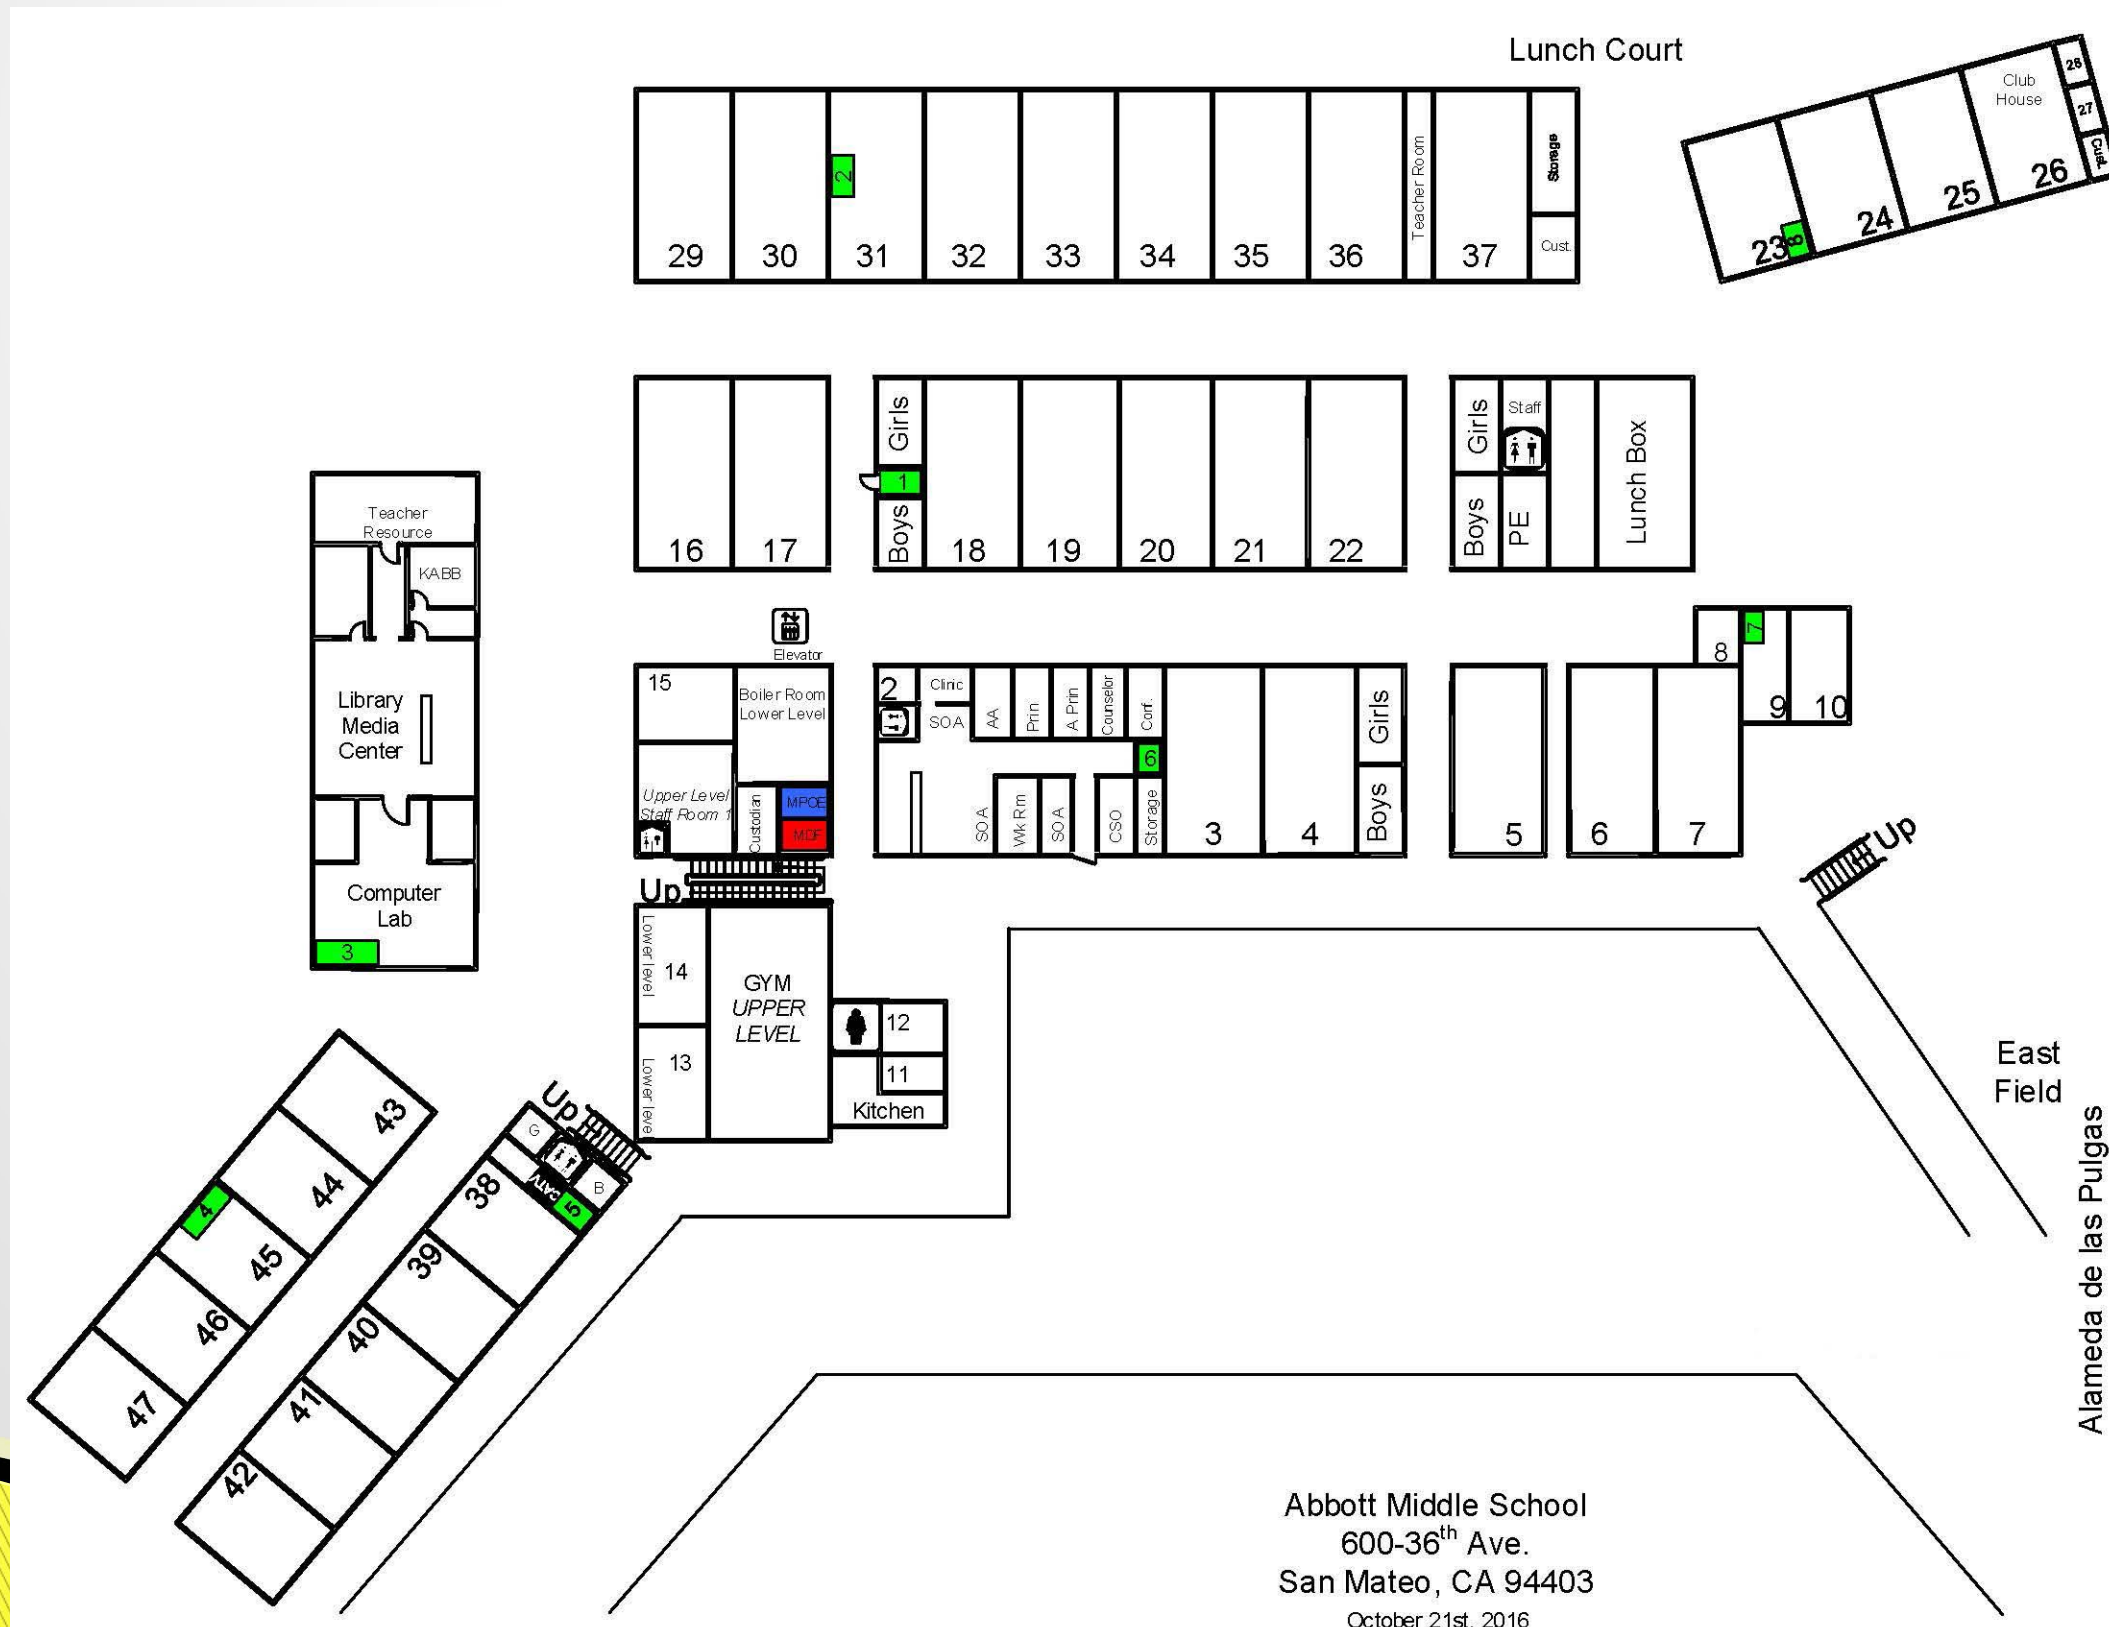 Lunch Court
Club
House
28
27
Cust.
23
8
24
25
26
2
Teacher Room
Storage
Cust.
29
30
31
32
33
34
35
36
37
Girls
1
Boys
16
17
18
19
20
21
22
Girls
Staff
Boys
PE
Lunch Box
Teacher
Resource
KABB
Library
Media
Center
Computer
Lab
3
Elevator
15
Boiler Room
Lower Level
Upper Level
Staff Room 1
Custodian
MPOE
MDF
Up
2
Clinic
SOA
AA
Prin
A Prin
Counselor
Conf.
6
SOA
Wk Rm
SOA
CSO
Storage
3
4
Girls
Boys
5
6
7
8
7
9
10
Up
Lower level
14
GYM
UPPER
LEVEL
Lower level
13
12
11
Kitchen
East
Field
Alameda de las Pulgas
43
44
4
45
46
47
Up
G
B
CATV
5
38
39
40
41
42
Abbott Middle School
600-36th Ave.
San Mateo, CA 94403
October 21st, 2016